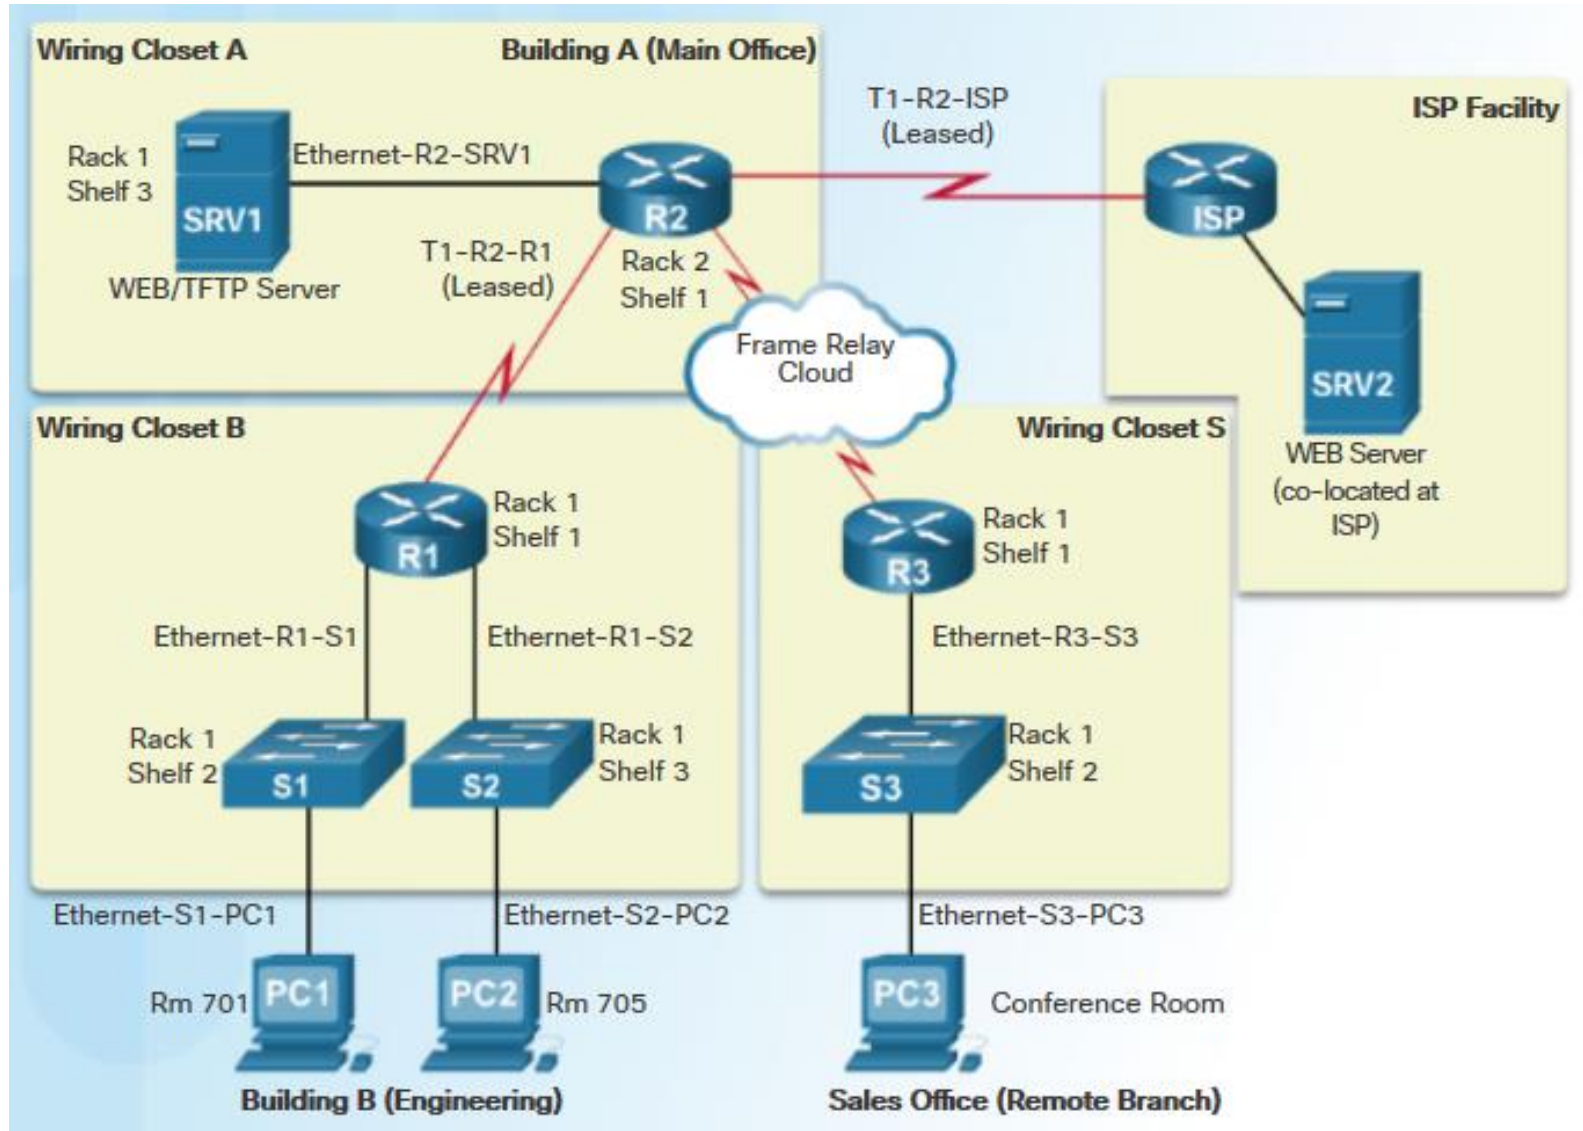 Wiring Closet A
Building A (Main Office)
T1-R2-ISP
(Leased)
ISP Facility
Rack 1
Shelf 3
SRV1
WEB/TFTP Server
Ethernet-R2-SRV1
R2
Rack 2
Shelf 1
T1-R2-R1
(Leased)
ISP
SRV2
WEB Server
(co-located at
ISP)
Frame Relay
Cloud
Wiring Closet B
R1
Rack 1
Shelf 1
Ethernet-R1-S1
Ethernet-R1-S2
Rack 1
Shelf 2
S1
S2
Rack 1
Shelf 3
Wiring Closet S
R3
Rack 1
Shelf 1
Ethernet-R3-S3
S3
Rack 1
Shelf 2
Ethernet-S1-PC1
Ethernet-S2-PC2
Ethernet-S3-PC3
Rm 701
PC1
PC2
Rm 705
PC3
Conference Room
Building B (Engineering)
Sales Office (Remote Branch)